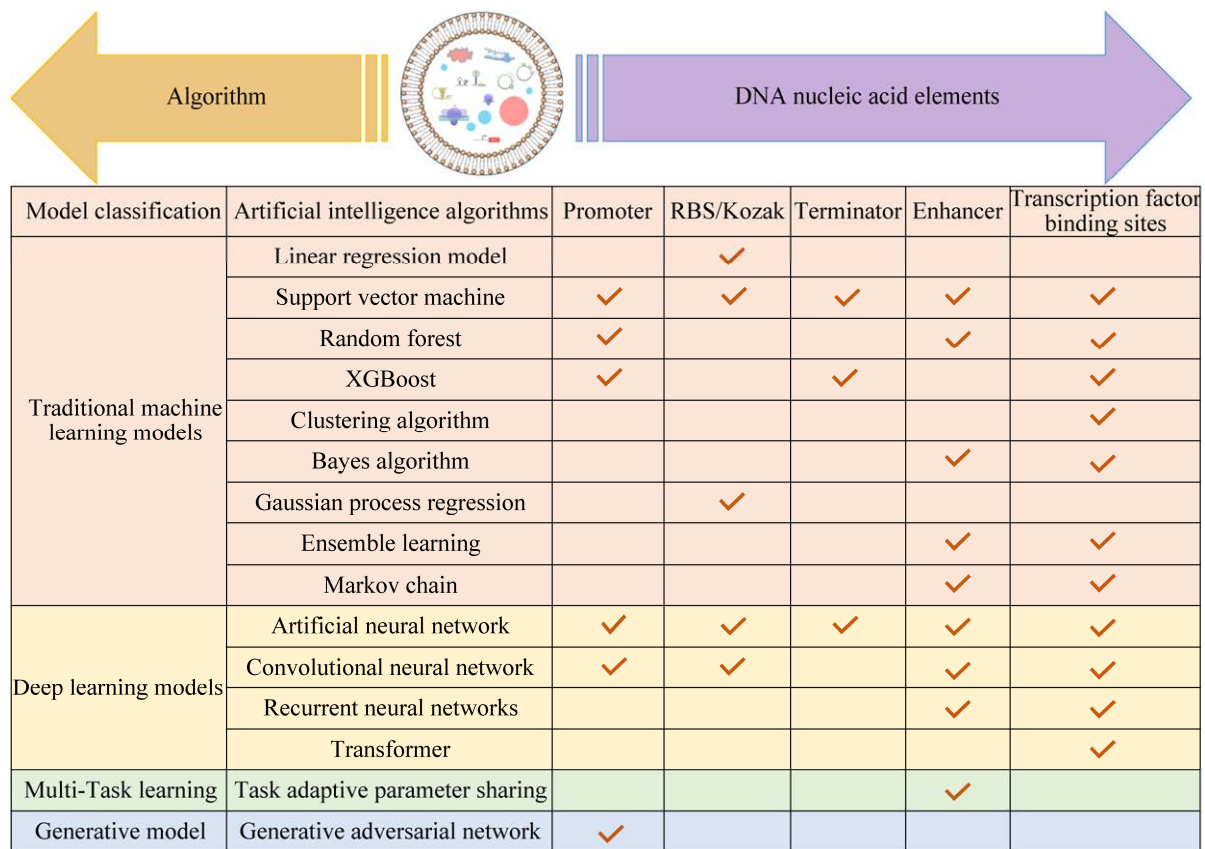 Algorithm
DNA nucleic acid elements
Model classification
Artificial intelligence algorithms
Promoter
RBS/Kozak
Terminator
Enhancer
Transcription factor
binding sites
Traditional machine
learning models
Linear regression model
Support vector machine
Random forest
XGBoost
Clustering algorithm
Bayes algorithm
Gaussian process regression
Ensemble learning
Markov chain
Deep learning models
Artificial neural network
Convolutional neural network
Recurrent neural networks
Transformer
Multi-Task learning
Task adaptive parameter sharing
Generative model
Generative adversarial network